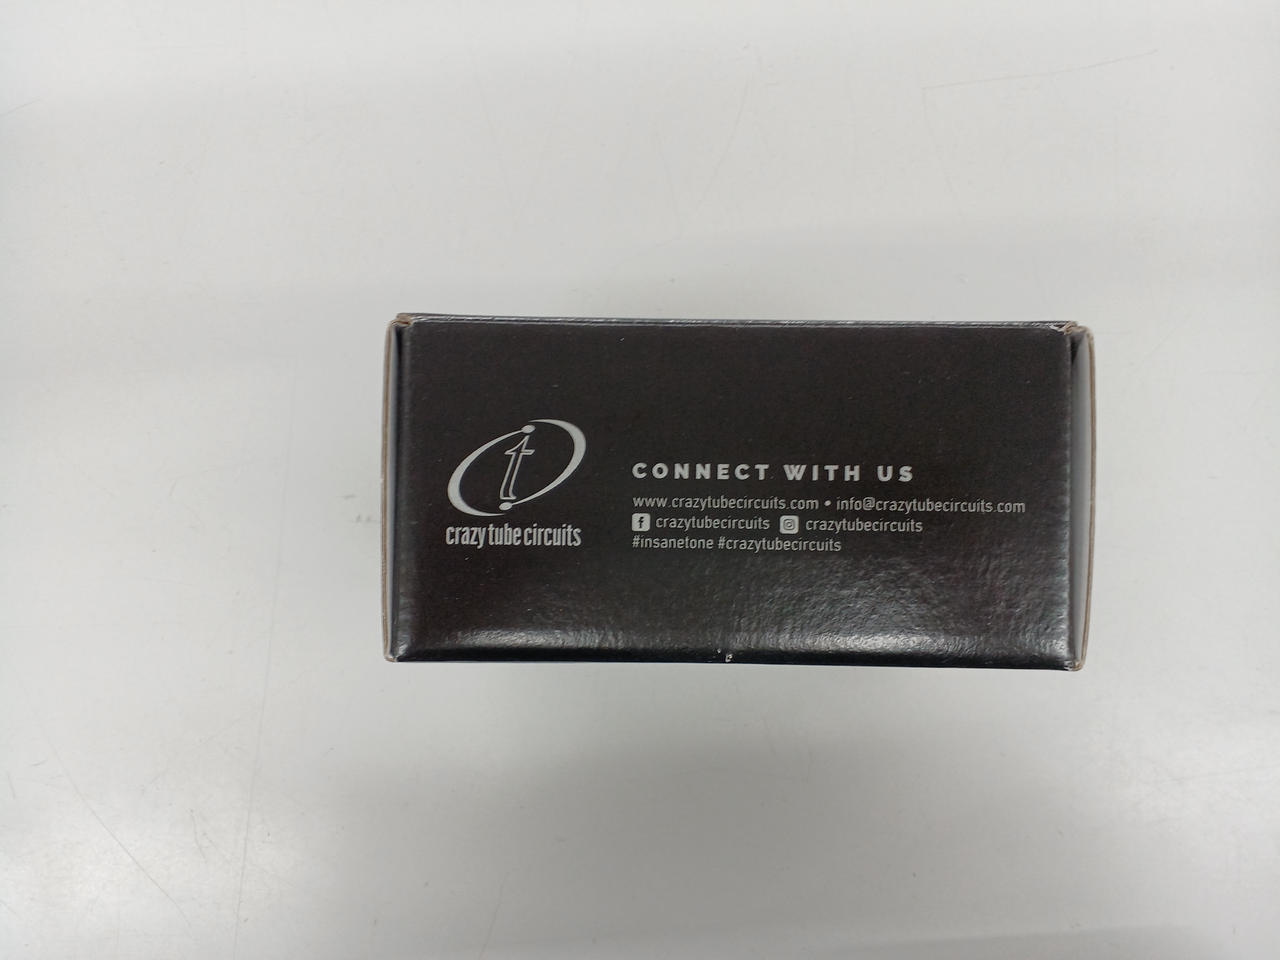 t
crazy tube circuits
CONNECT WITH US
www.crazytubecircuits.com • info@crazytubecircuits.com
f crazytubecircuits crazytubecircuits
#insanetone #crazytubecircuits